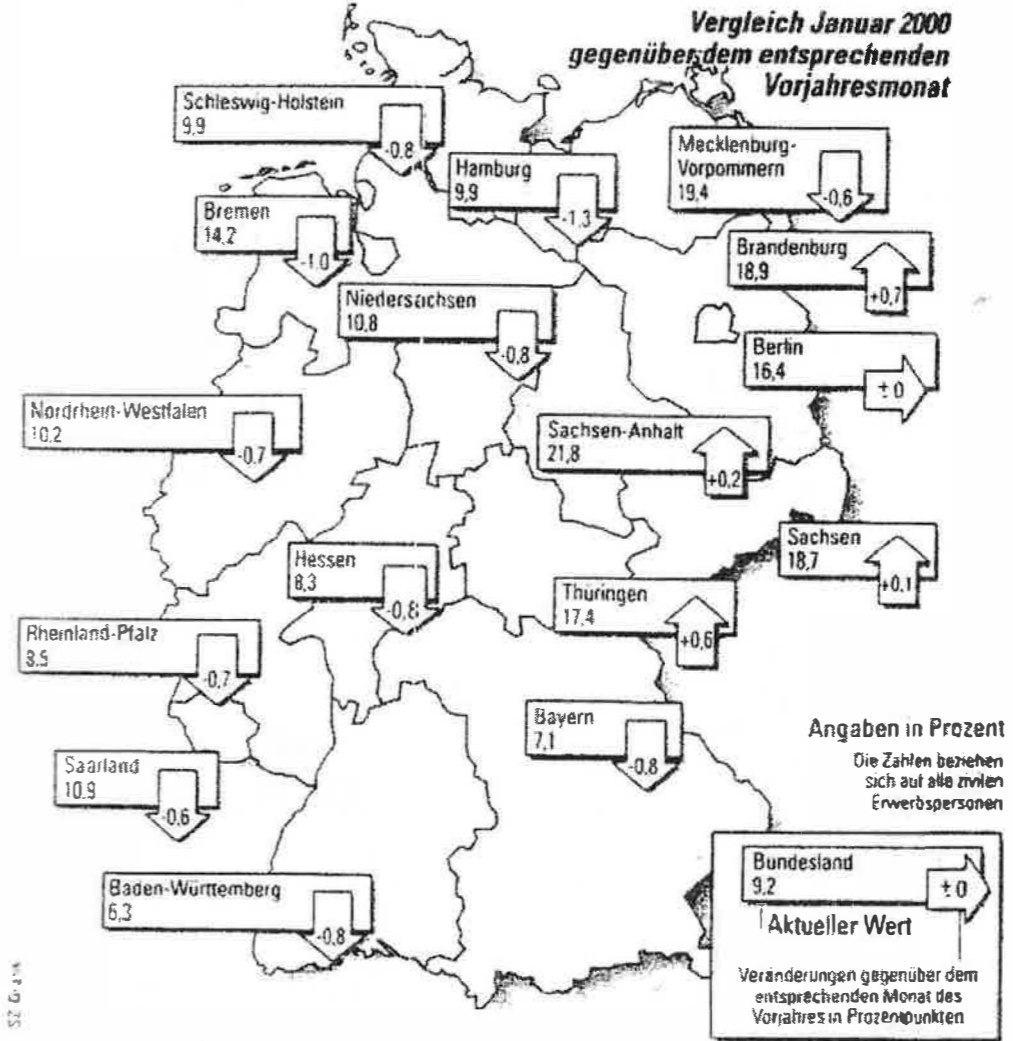 Vergleich Januar 2000
gegenüber dem entsprechenden
Vorjahresmonat
Schleswig-Holstein
9,9
-0,8
Hamburg
9,9
-1,3
Mecklenburg-
Vorpommern
19,4
-0,6
Bremen
14,2
-1,0
Brandenburg
18,9
+0,7
Niedersachsen
10,8
-0,8
Berlin
16,4
±0
Nordrhein-Westfalen
10,2
-0,7
Sachsen-Anhalt
21,8
+0,2
Sachsen
18,7
+0,1
Hessen
8,3
-0,8
Thüringen
17,4
+0,6
Rheinland-Pfalz
-0,7
Bayern
7,1
-0,8
Saarland
10,9
-0,6
Baden-Württemberg
6,3
-0,8
Angaben in Prozent
Die Zahlen beziehen
sich auf alle zivilen
Erwerbspersonen
Bundesland
9,2
±0
Aktueller Wert
Veränderungen gegenüber dem
entsprechenden Monat des
Vorjahres in Prozentpunkten
SZ